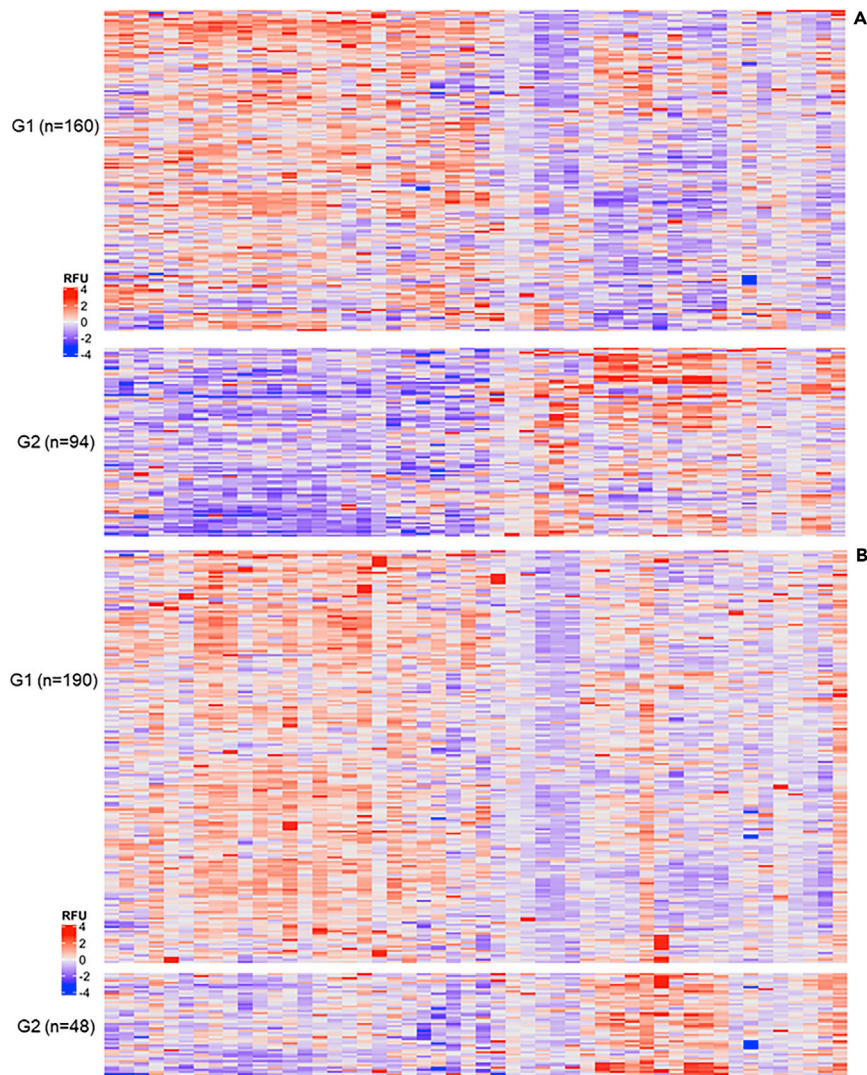 A
G1 (n=160)
RFU
4
2
0
-2
-4
G2 (n=94)
B
G1 (n=190)
RFU
4
2
0
-2
-4
G2 (n=48)